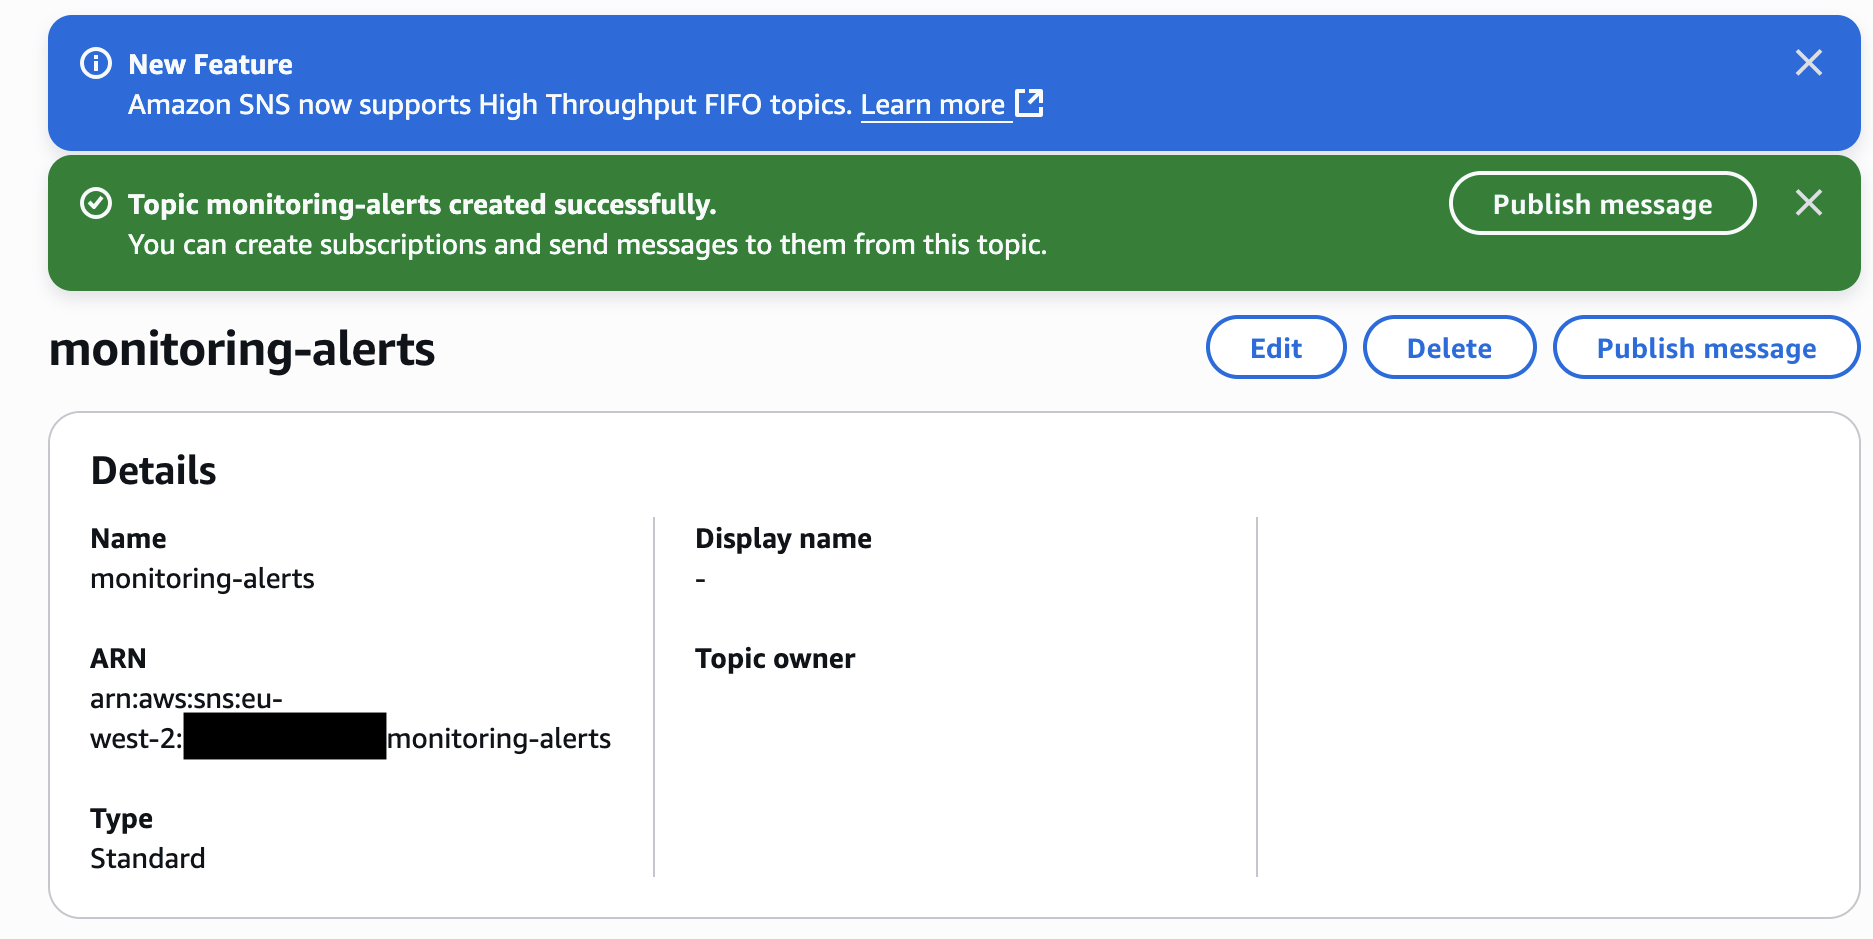 New Feature
Amazon SNS now supports High Throughput FIFO topics. Learn more
Topic monitoring-alerts created successfully.
You can create subscriptions and send messages to them from this topic.
Publish message
monitoring-alerts
Edit
Delete
Publish message
Details
Name
monitoring-alerts
ARN
arn:aws:sns:eu-
west-2: monitoring-alerts
Type
Standard
Display name
-
Topic owner